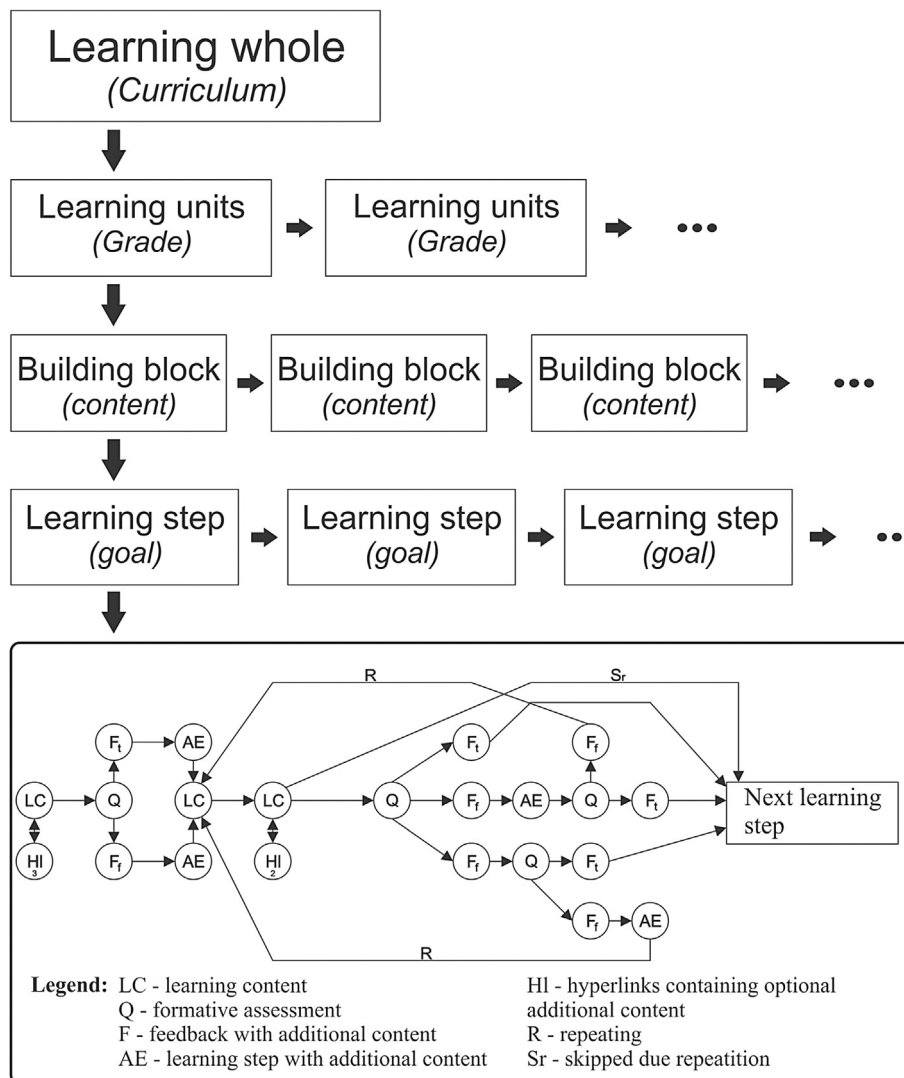 Learning whole
(Curriculum)
Learning units
(Grade)
Learning units
(Grade)
•••
Building block
(content)
Building block
(content)
Building block
(content)
•••
Learning step
(goal)
Learning step
(goal)
Learning step
(goal)
••
R
Sr
Ft
AE
Ft
Ff
LC
Q
LC
LC
Q
Ff
AE
Q
Ft
Next learning
step
Hl
3
Ff
AE
Hl
2
Ff
Q
Ft
Ff
AE
R
Legend:
LC - learning content
Q - formative assessment
F - feedback with additional content
AE - learning step with additional content
Hl - hyperlinks containing optional
additional content
R - repeating
Sr - skipped due repeatition